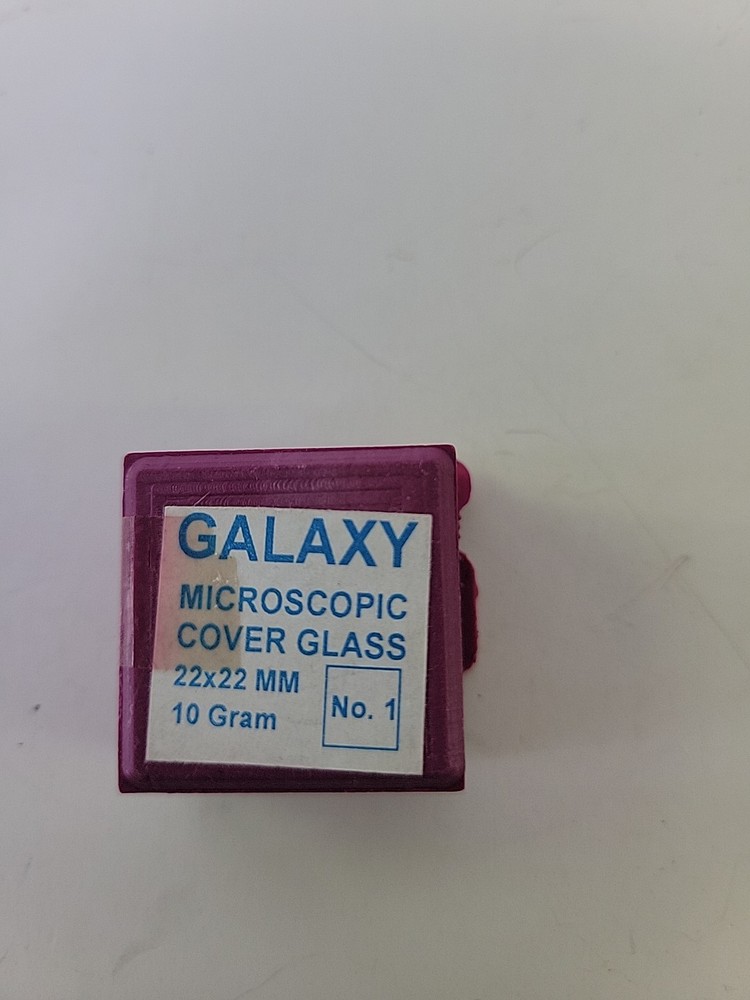 GALAXY
MICROSCOPIC
COVER GLASS
22x22 MM
10 Gram
No. 1